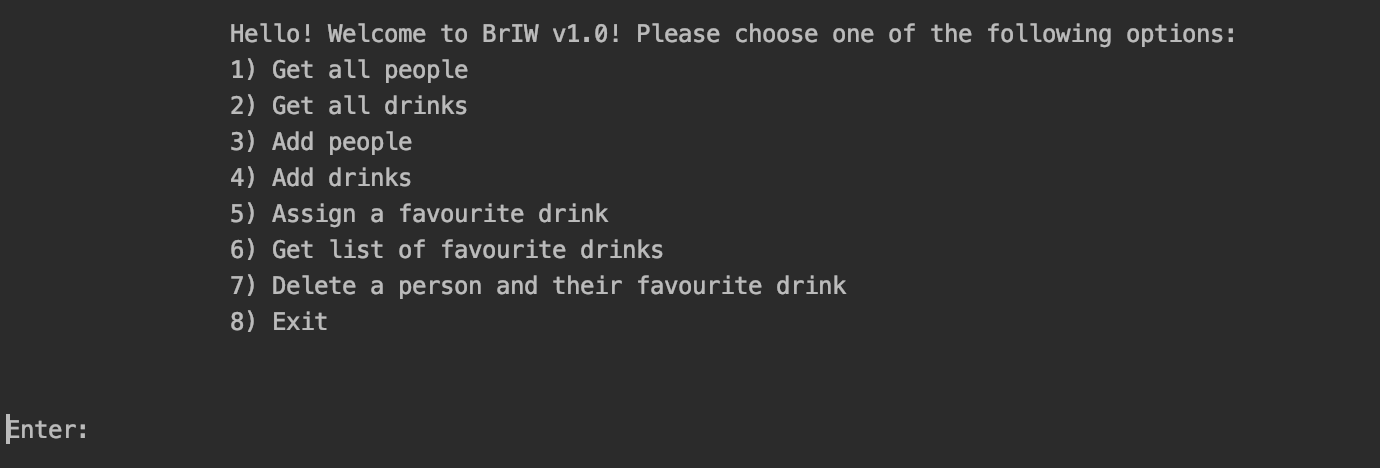 Hello! Welcome to BrIW v1.0! Please choose one of the following options:
1) Get all people
2) Get all drinks
3) Add people
4) Add drinks
5) Assign a favourite drink
6) Get list of favourite drinks
7) Delete a person and their favourite drink
8) Exit
Enter: